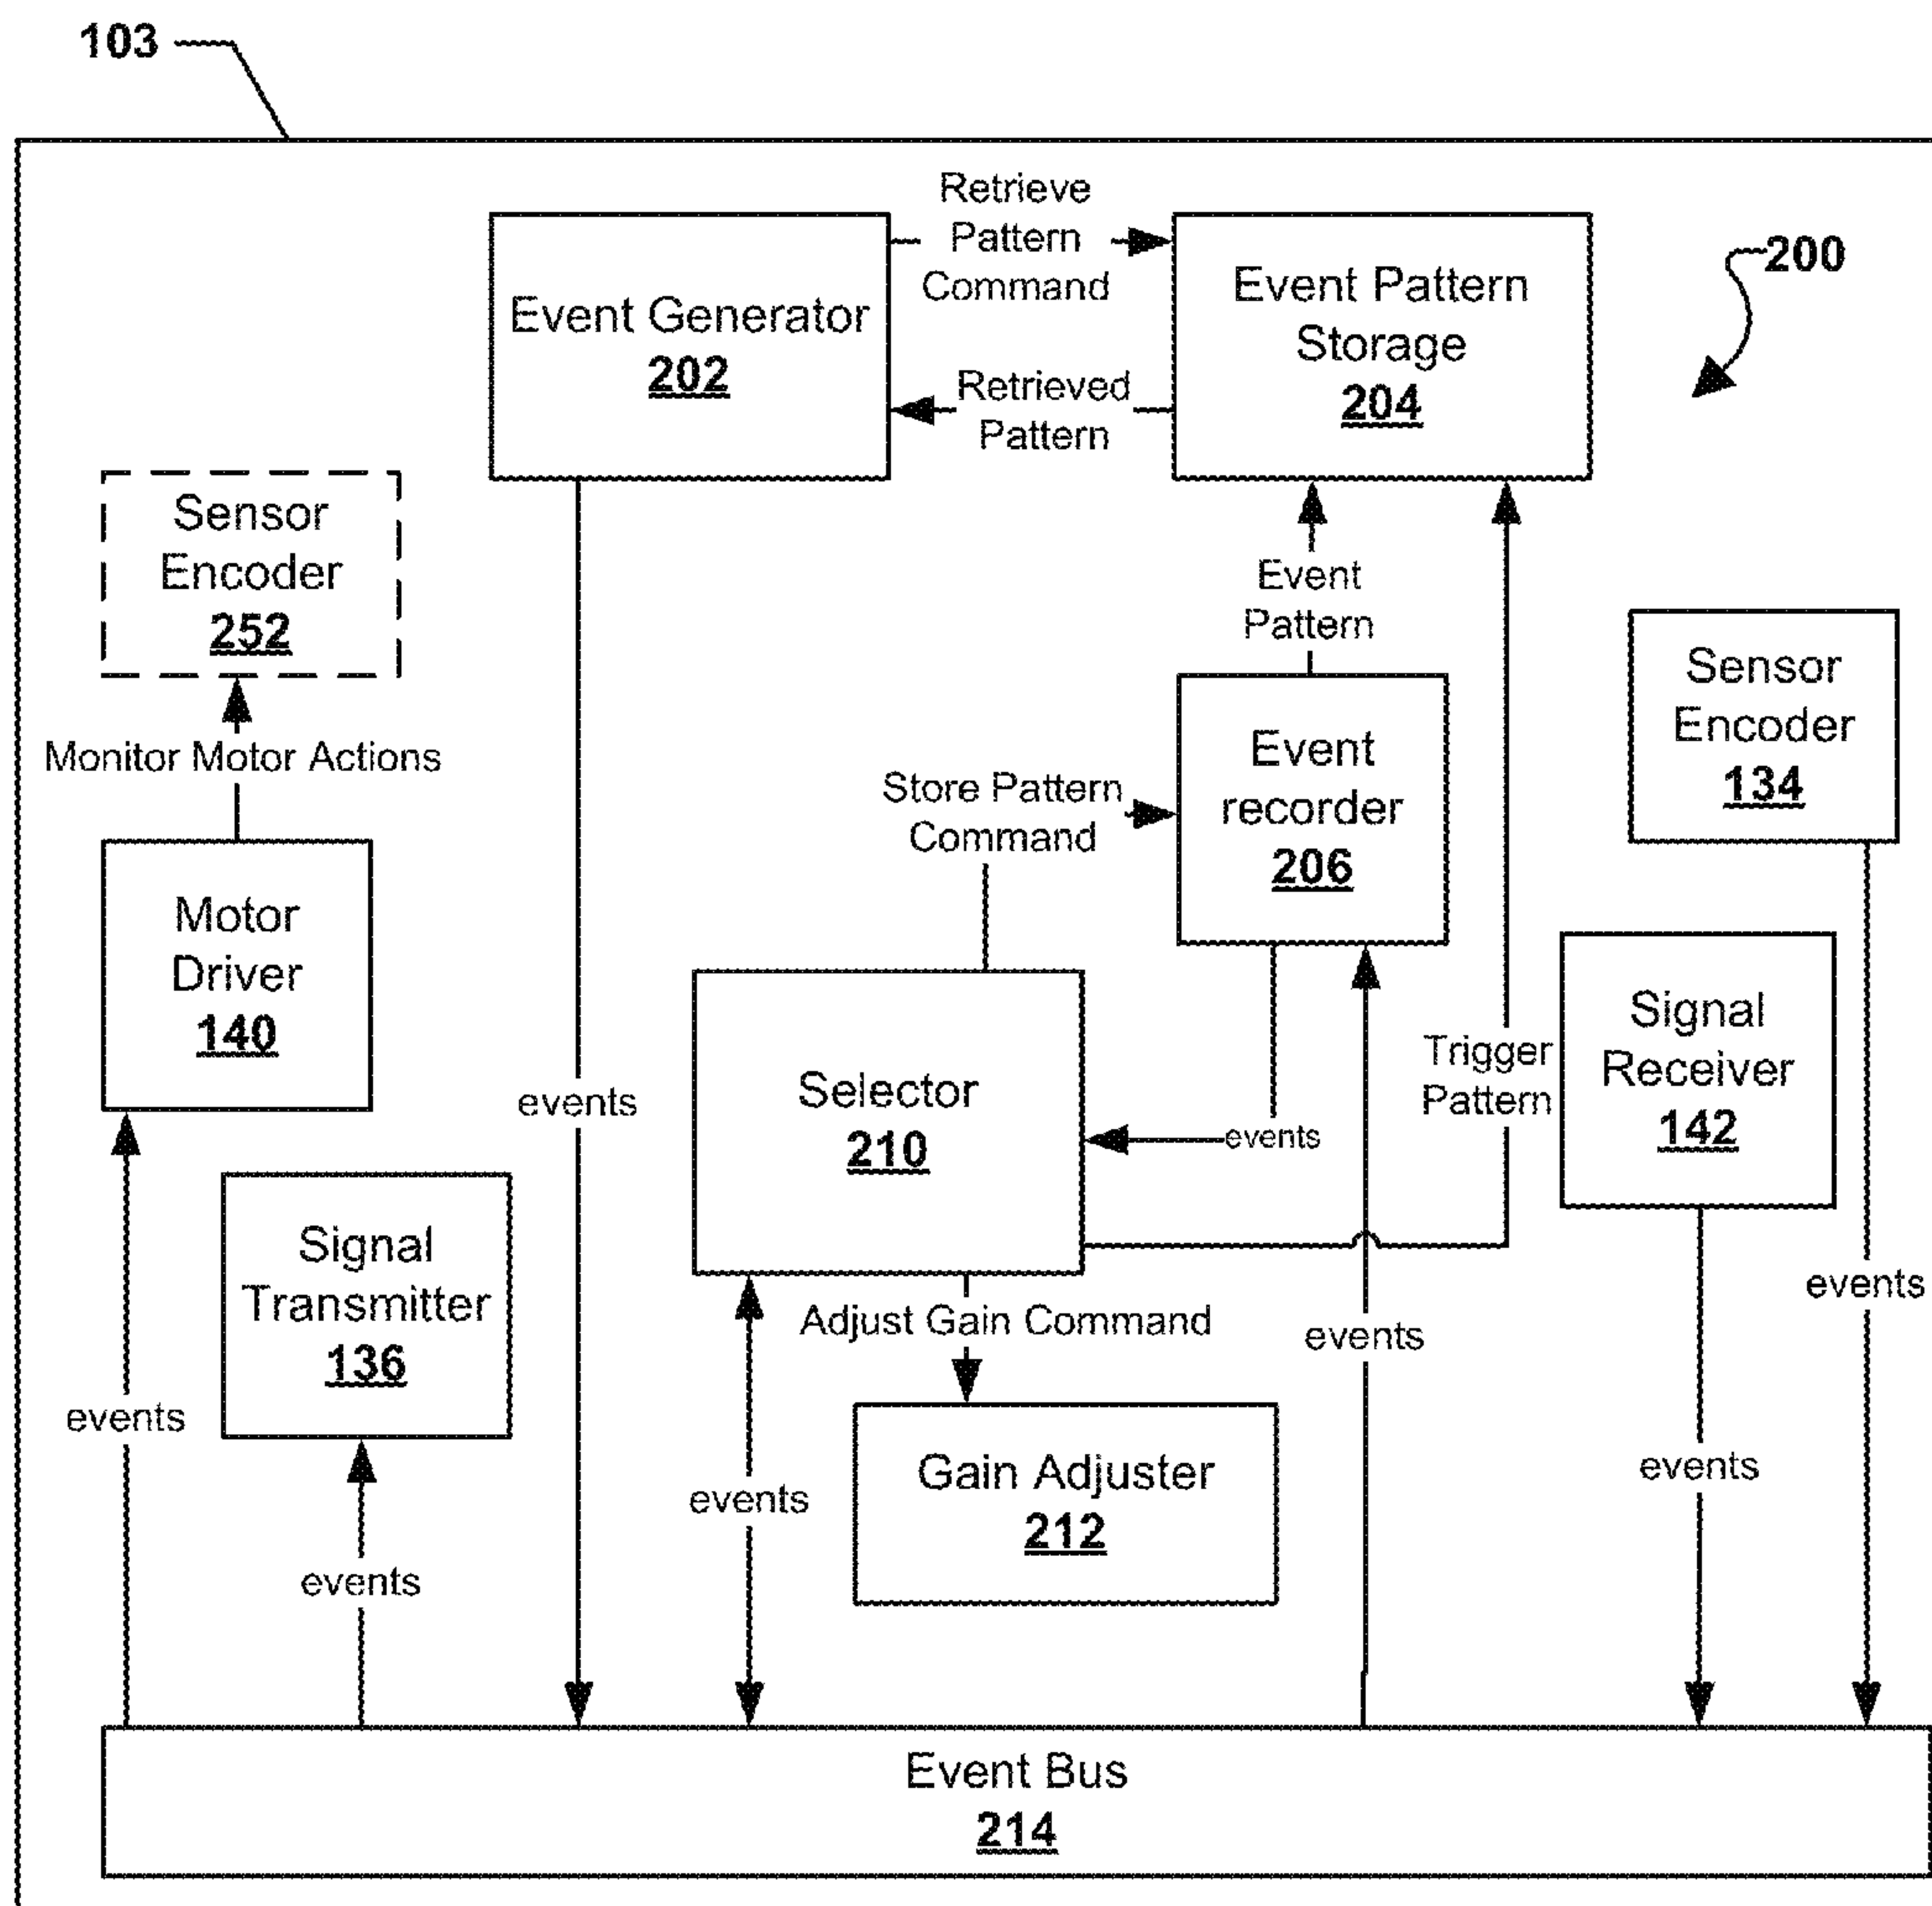 103
200
Retrieve
Pattern
Command
Event Generator
202
Event Pattern
Storage
204
Retrieved
Pattern
Sensor
Encoder
252
Event
Pattern
Sensor
Encoder
134
Monitor Motor Actions
Store Pattern
Command
Event
recorder
206
Motor
Driver
140
Signal
Receiver
142
Trigger
Pattern
Selector
210
events
events
Signal
Transmitter
136
events
Adjust Gain Command
events
events
events
events
events
Gain Adjuster
212
events
Event Bus
214